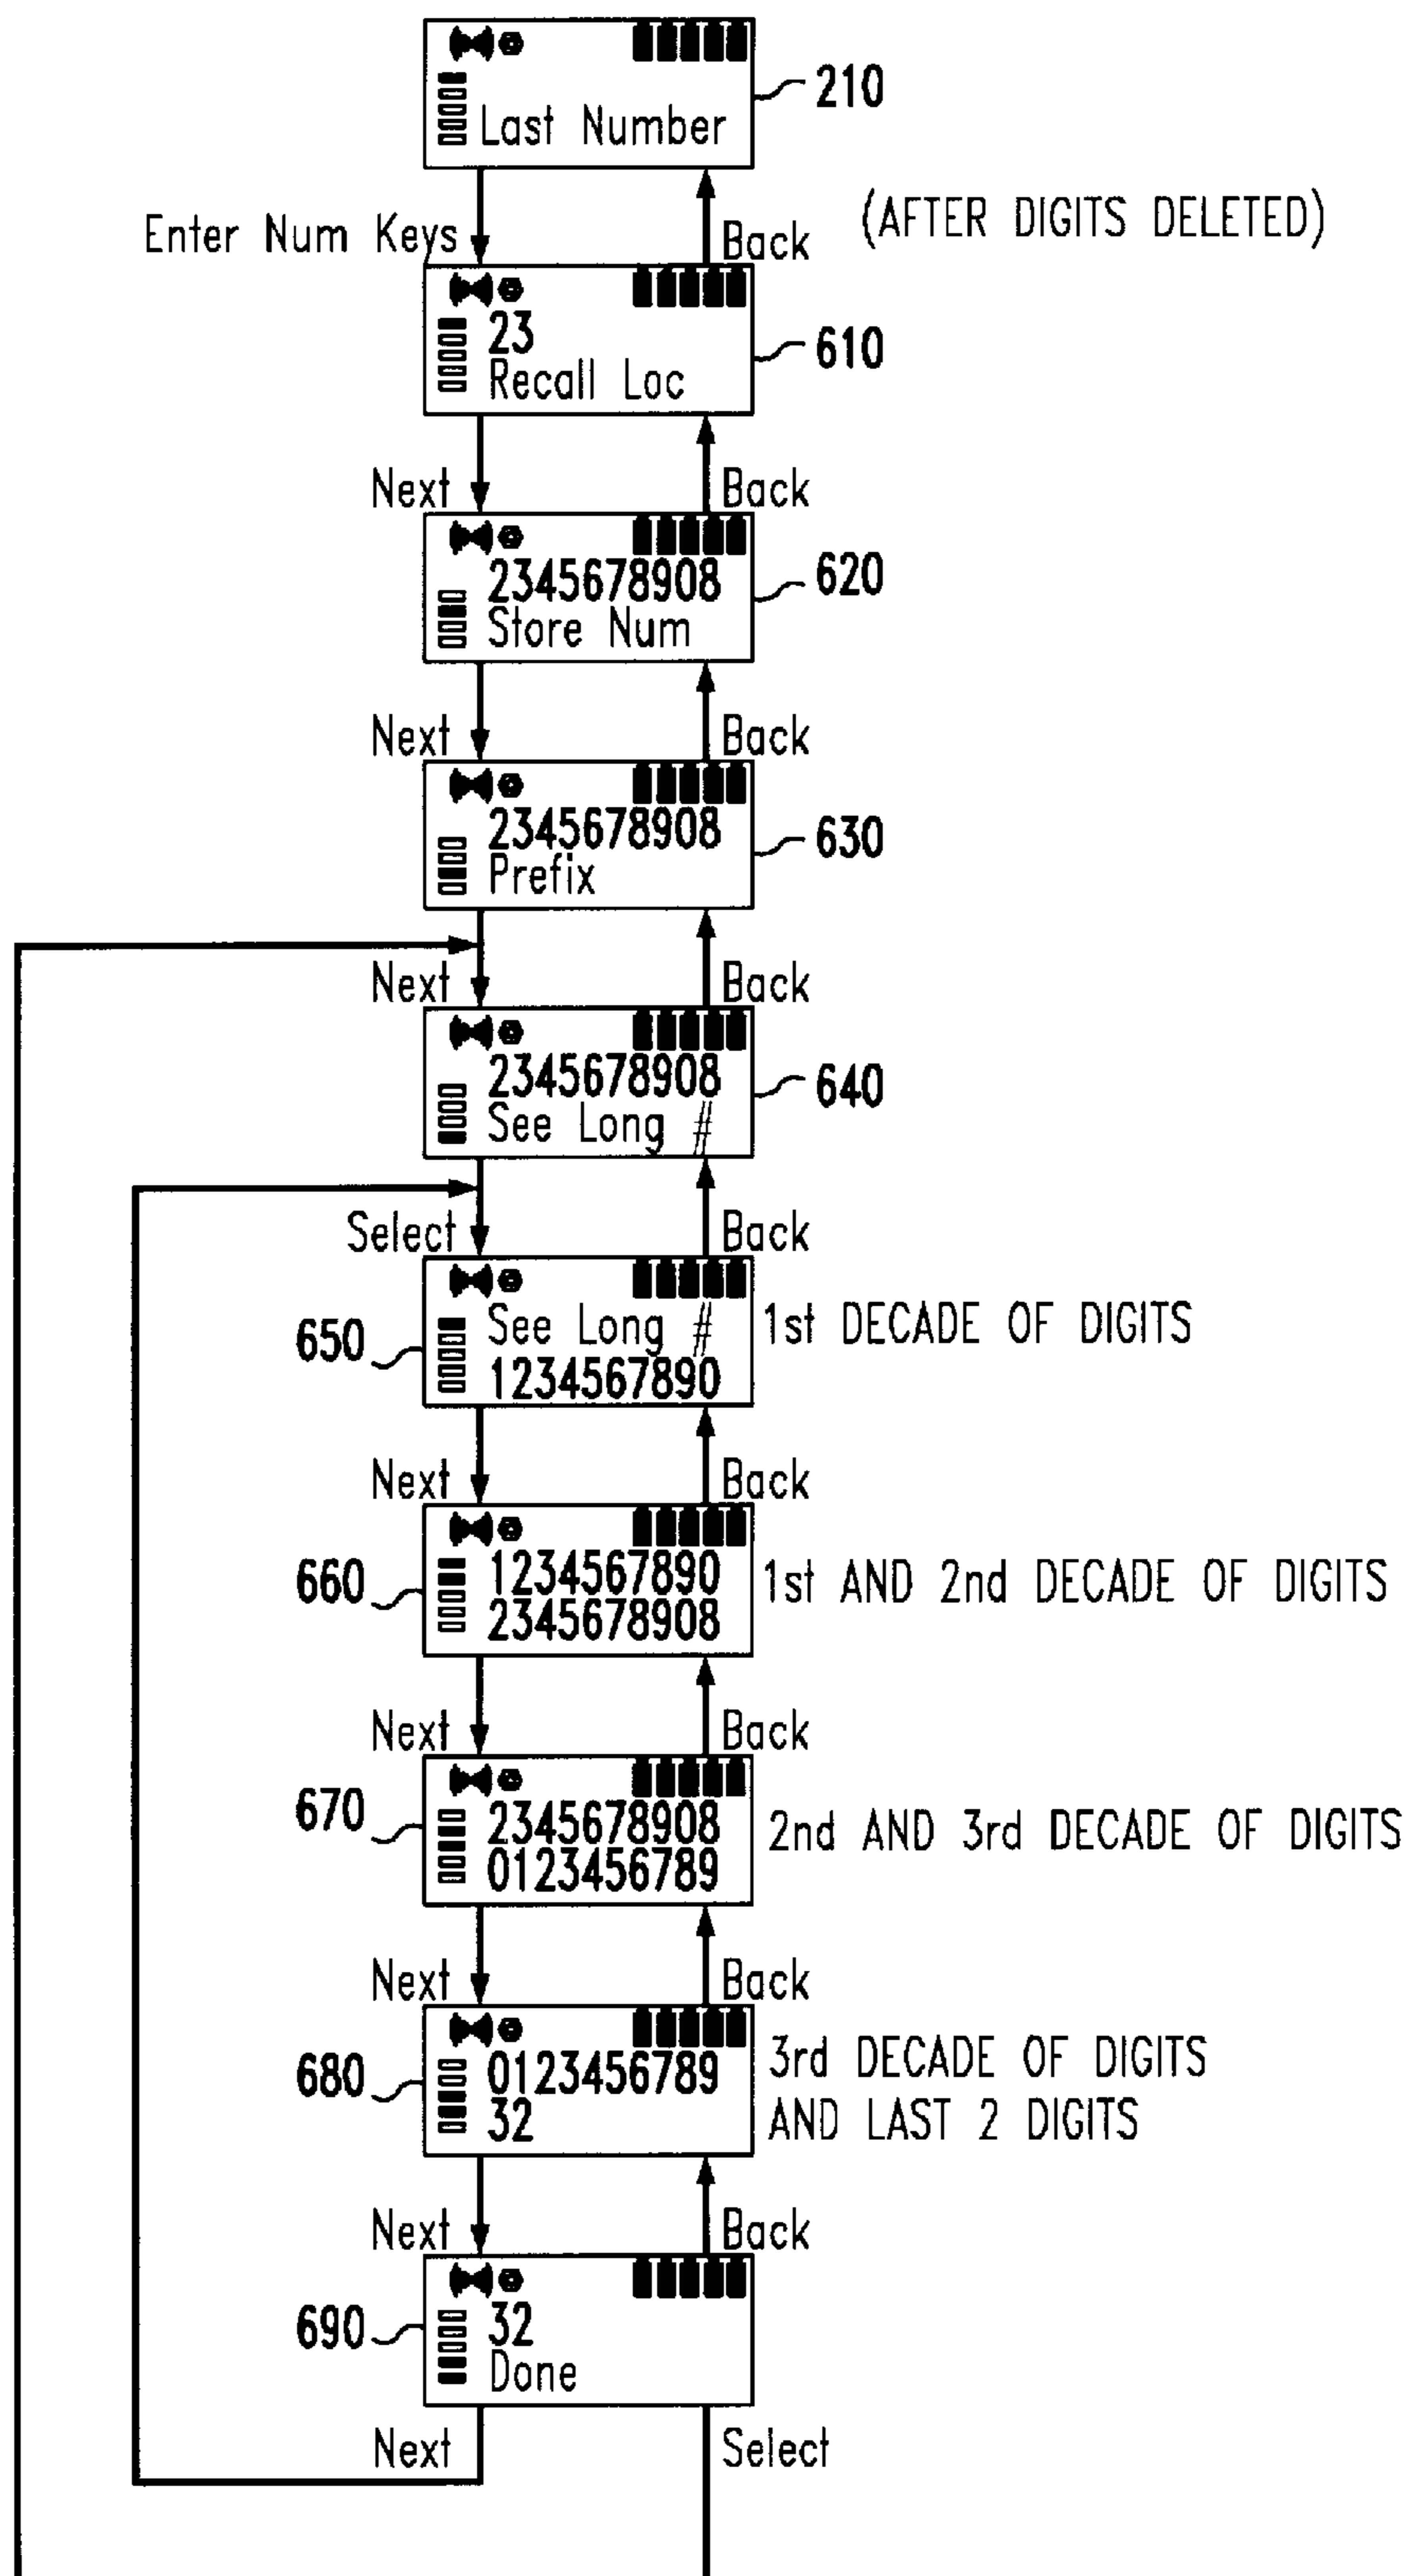 210
Last Number
(AFTER DIGITS DELETED)
Enter Num Keys
Back
23
610
Recall Loc
Next
Back
2345678908
620
Store Num
Next
Back
2345678908
630
Prefix
Next
Back
2345678908
640
See Long #
Select
Back
See Long #
1st DECADE OF DIGITS
650
1234567890
Next
Back
1234567890
1st AND 2nd DECADE OF DIGITS
660
2345678908
Next
Back
670
2345678908
2nd AND 3rd DECADE OF DIGITS
0123456789
Next
Back
3rd DECADE OF DIGITS
680
0123456789
32
AND LAST 2 DIGITS
Next
Back
690
32
Done
Next
Select